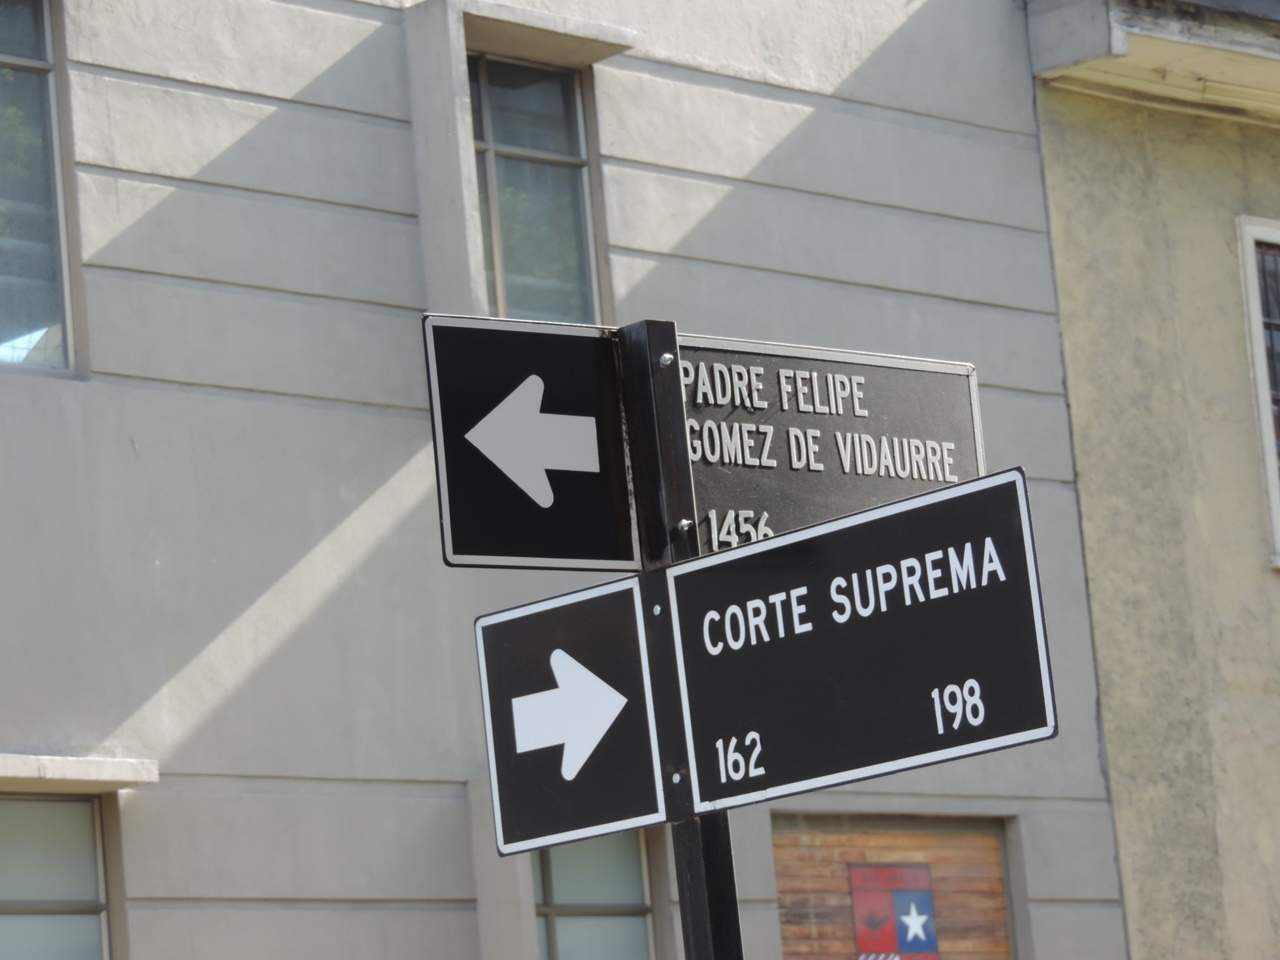 PADRE FELIPE
GOMEZ DE VIDAURRE
1456
CORTE SUPREMA
198
162